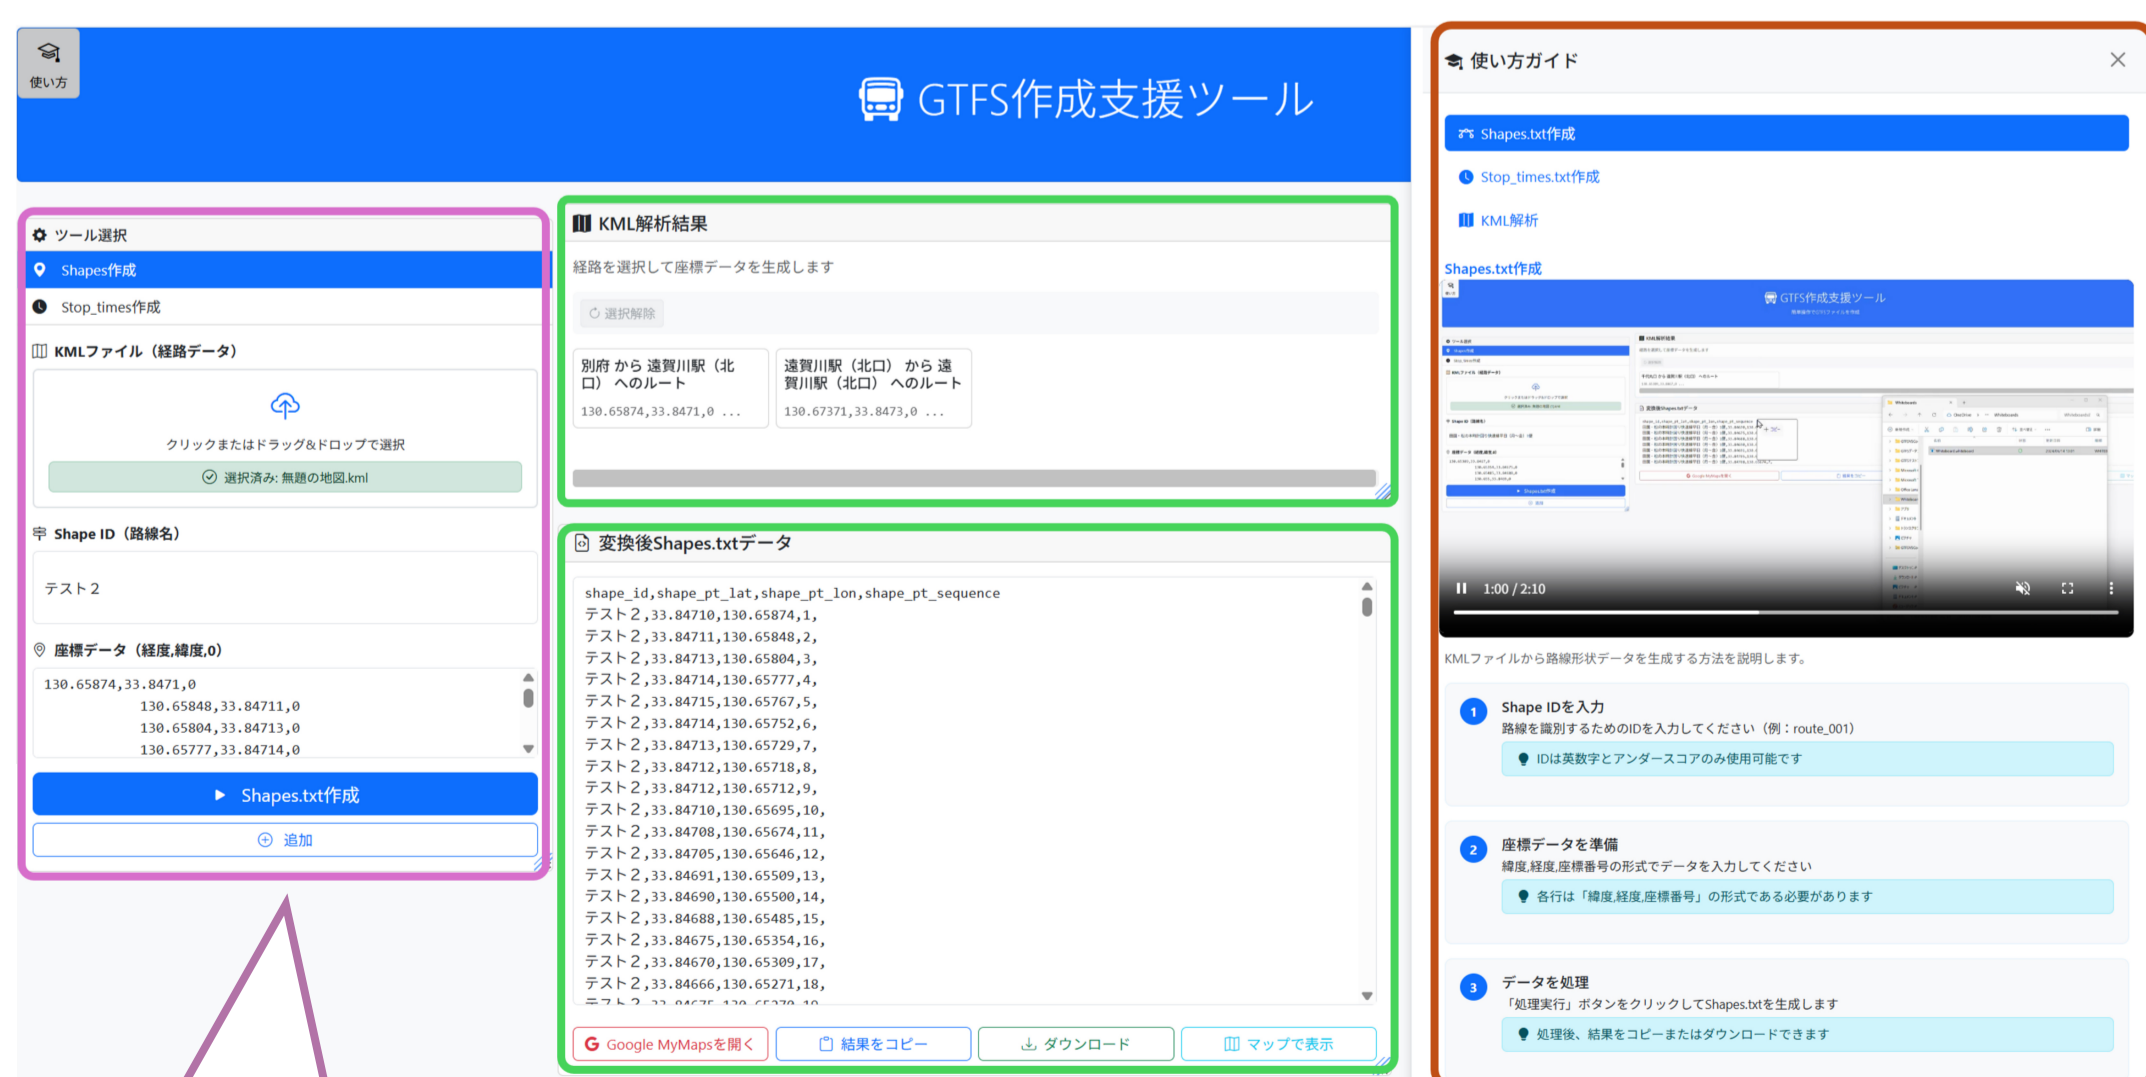 使い方
GTFS作成支援ツール
ツール選択
Shapes作成
Stop_times作成
KMLファイル（経路データ）
クリックまたはドラッグ&ドロップで選択
選択済み: 無題の地図.kml
Shape ID（路線名）
テスト２
座標データ（経度,緯度,0）
130.65874,33.8471,0
130.65848,33.84711,0
130.65804,33.84713,0
130.65777,33.84714,0
Shapes.txt作成
追加
KML解析結果
経路を選択して座標データを生成します
選択解除
別府 から 遠賀川駅（北
口） へのルート
130.65874,33.8471,0 ...
遠賀川駅（北口） から 遠
賀川駅（北口） へのルート
130.67371,33.8473,0 ...
変換後Shapes.txtデータ
shape_id,shape_pt_lat,shape_pt_lon,shape_pt_sequence
テスト２,33.84710,130.65874,1,
テスト２,33.84711,130.65848,2,
テスト２,33.84713,130.65804,3,
テスト２,33.84714,130.65777,4,
テスト２,33.84715,130.65767,5,
テスト２,33.84714,130.65752,6,
テスト２,33.84713,130.65729,7,
テスト２,33.84712,130.65718,8,
テスト２,33.84712,130.65712,9,
テスト２,33.84710,130.65695,10,
テスト２,33.84708,130.65674,11,
テスト２,33.84705,130.65646,12,
テスト２,33.84691,130.65509,13,
テスト２,33.84690,130.65500,14,
テスト２,33.84688,130.65485,15,
テスト２,33.84675,130.65354,16,
テスト２,33.84670,130.65309,17,
テスト２,33.84666,130.65271,18,
Google MyMapsを開く
結果をコピー
ダウンロード
マップで表示
使い方ガイド
Shapes.txt作成
Stop_times.txt作成
KML解析
Shapes.txt作成
GTFS作成支援ツール
1:00 / 2:10
KMLファイルから路線形状データを生成する方法を説明します。
1
Shape IDを入力
路線を識別するためのIDを入力してください（例：route_001）
IDは英数字とアンダースコアのみ使用可能です
2
座標データを準備
緯度,経度,座標番号の形式でデータを入力してください
各行は「緯度,経度,座標番号」の形式である必要があります
3
データを処理
「処理実行」ボタンをクリックしてShapes.txtを生成します
処理後、結果をコピーまたはダウンロードできます